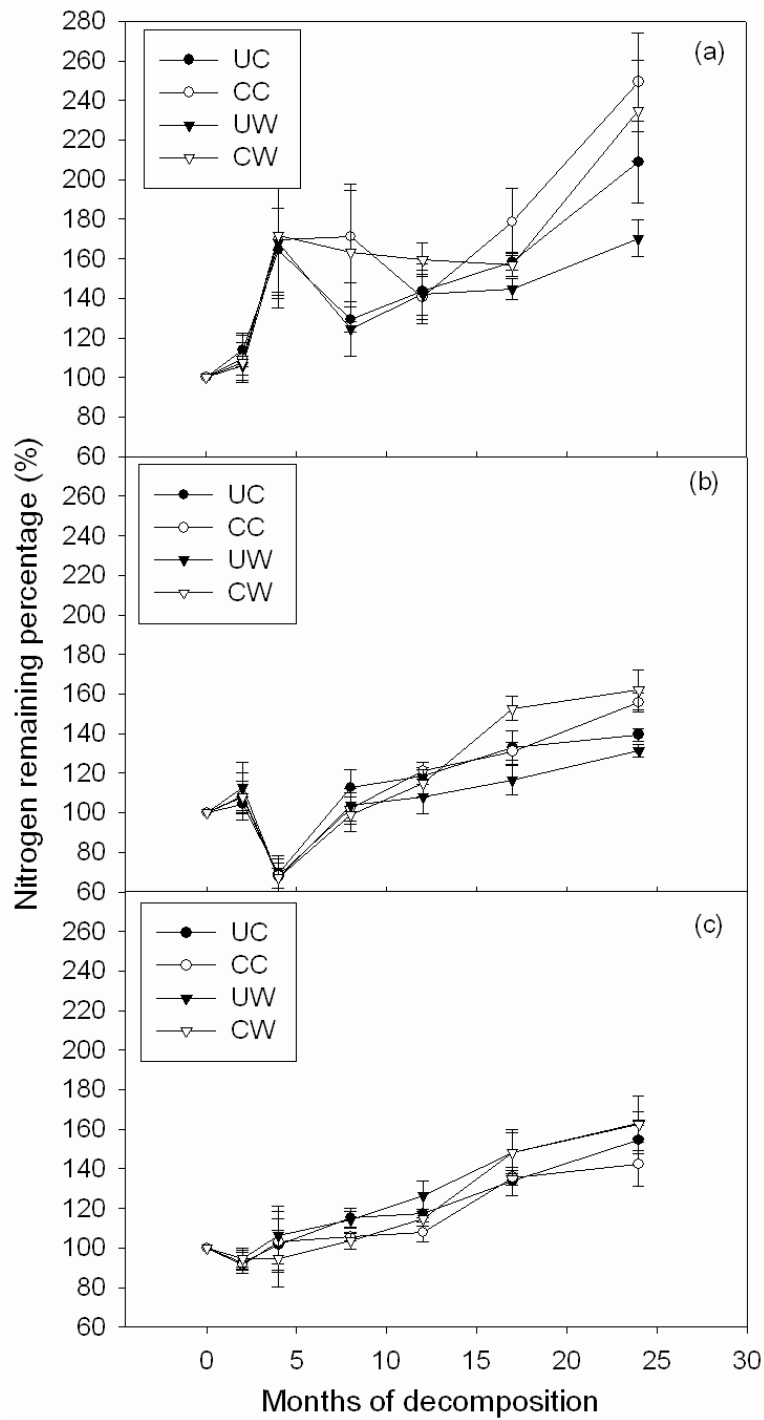 Nitrogen remaining percentage (%)
280
260
240
220
200
180
160
140
120
100
80
60
UC
CC
UW
CW
(a)
260
240
220
200
180
160
140
120
100
80
60
UC
CC
UW
CW
(b)
260
240
220
200
180
160
140
120
100
80
60
UC
CC
UW
CW
(c)
0 5 10 15 20 25 30
Months of decomposition